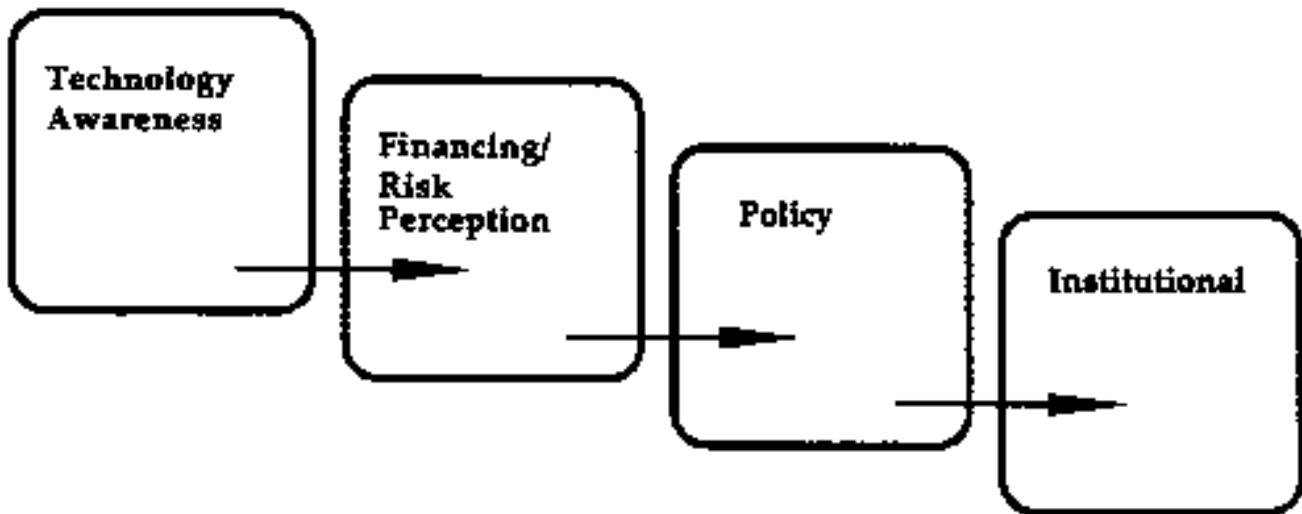 Technology
Awareness
Financing/
Risk
Perception
Policy
Institutional